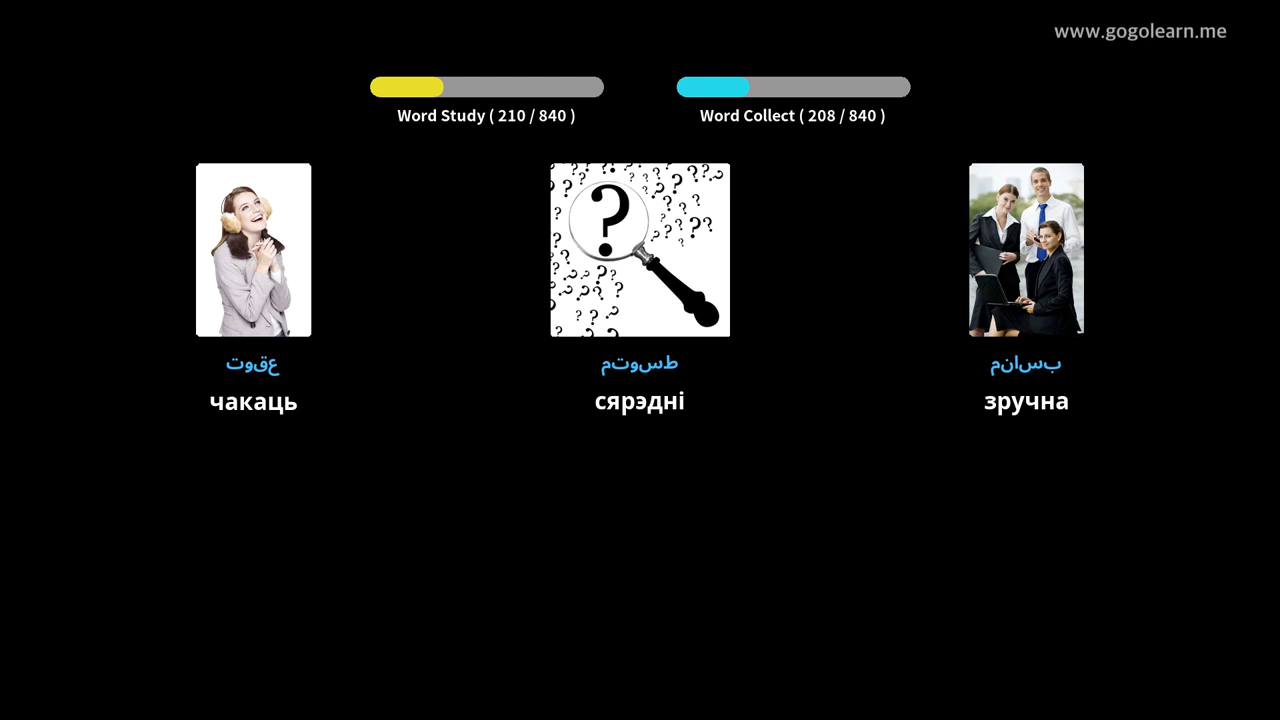 www.gogolearn.me
Word Study ( 210 / 840 )
Word Collect ( 208 / 840 )
توقع
متوسط
مناسب
чакаць
сярэдні
зручна